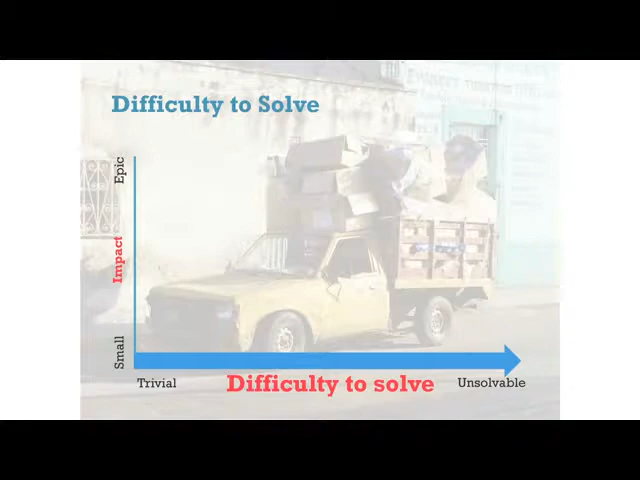 Difficulty to Solve
Epic
Impact
Small
Trivial
Difficulty to solve
Unsolvable